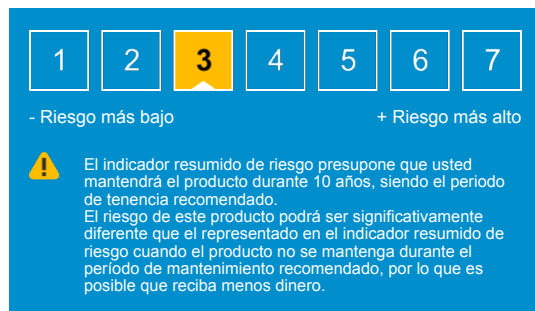 1 2 3 4 5 6 7
- Riesgo más bajo + Riesgo más alto
El indicador resumido de riesgo presupone que usted
mantendrá el producto durante 10 años, siendo el periodo
de tenencia recomendado.
El riesgo de este producto podrá ser significativamente
diferente que el representado en el indicador resumido de
riesgo cuando el producto no se mantenga durante el
período de mantenimiento recomendado, por lo que es
posible que reciba menos dinero.